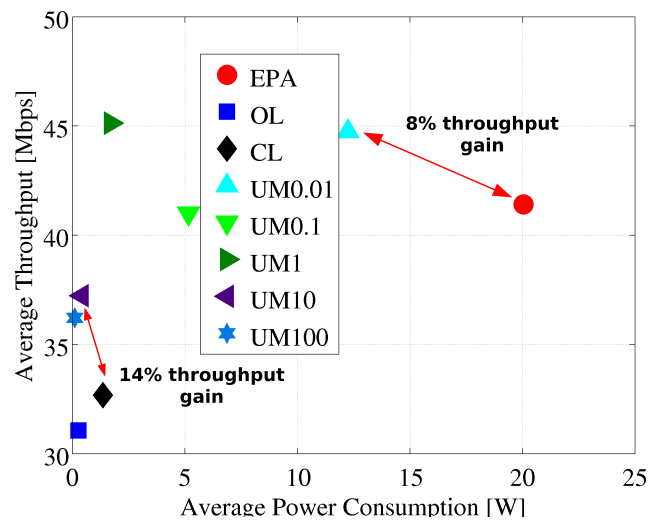 50
45
40
35
30
0
5
10
15
20
25
Average Throughput [Mbps]
Average Power Consumption [W]
EPA
OL
CL
UM0.01
UM0.1
UM1
UM10
UM100
8% throughput
gain
14% throughput
gain